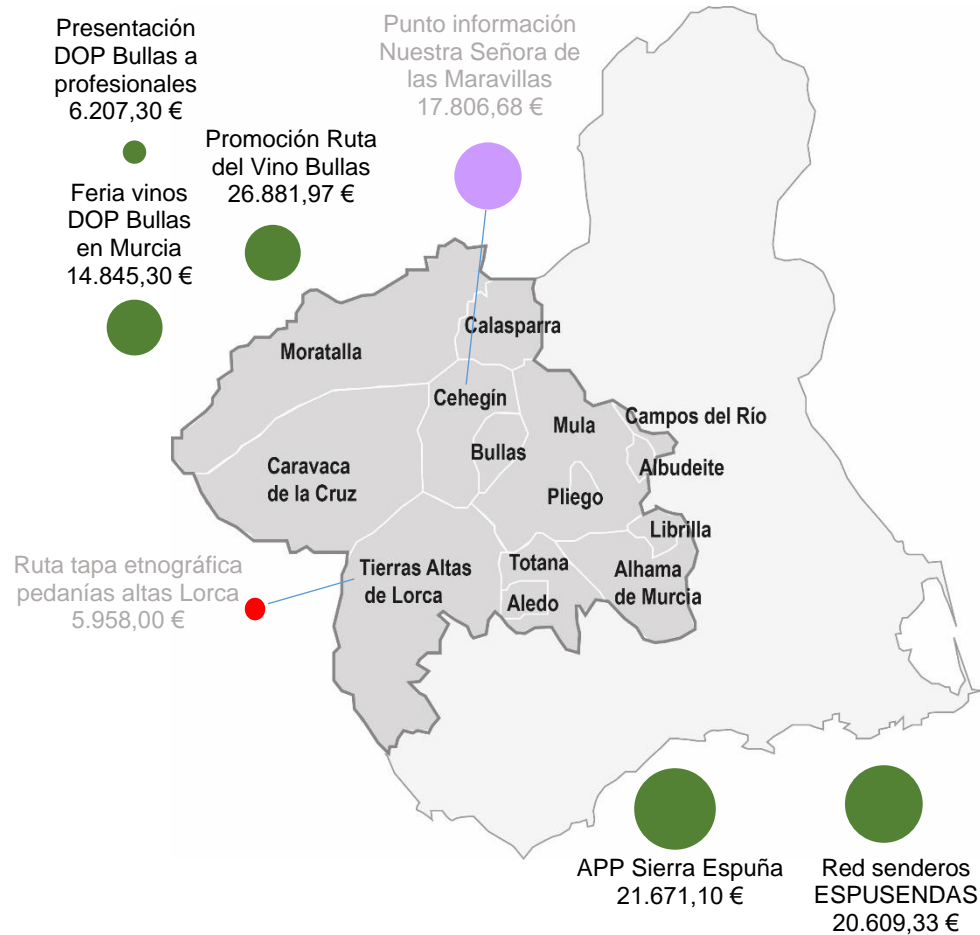 Presentación
DOP Bullas a
profesionales
6.207,30 €
Punto información
Nuestra Señora de
las Maravillas
17.806,68 €
Promoción Ruta
del Vino Bullas
26.881,97 €
Feria vinos
DOP Bullas
en Murcia
14.845,30 €
Calasparra
Moratalla
Cehegín
Campos del Río
Mula
Bullas
Albudeite
Caravaca
de la Cruz
Pliego
Librilla
Ruta tapa etnográfica
pedanías altas Lorca
5.958,00 €
Tierras Altas
de Lorca
Totana
Aledo
Alhama
de Murcia
APP Sierra Espuña
21.671,10 €
Red senderos
ESPUSENDAS
20.609,33 €